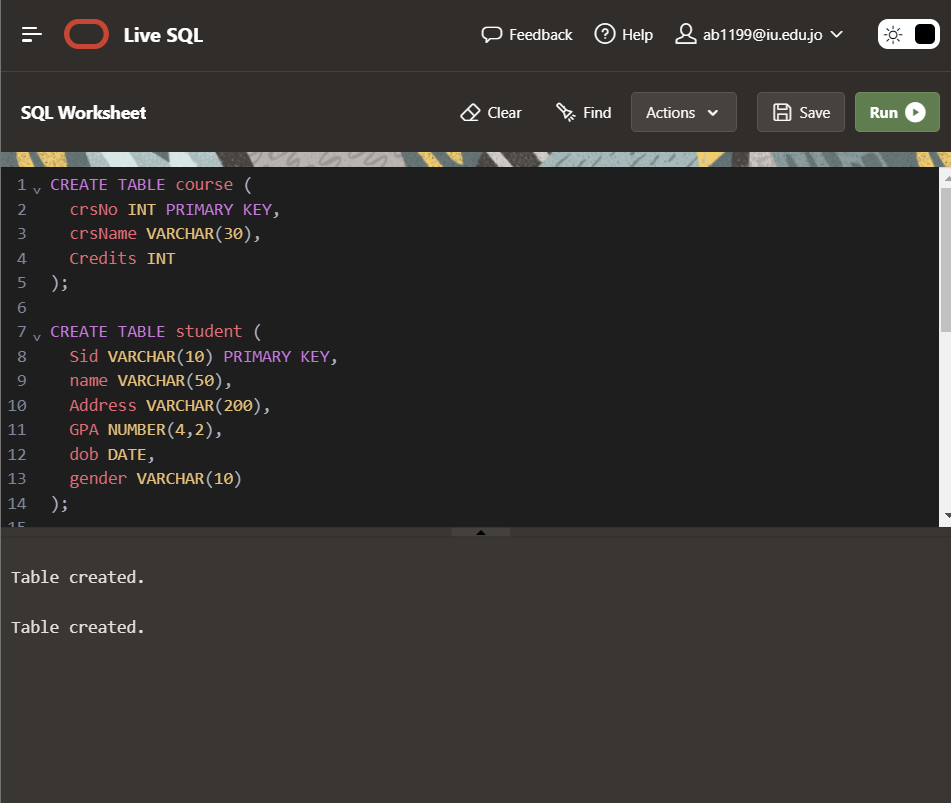 Live SQL
Feedback
Help
ab1199@iu.edu.jo
SQL Worksheet
Clear
Find
Actions
Save
Run
1 CREATE TABLE course (
2 crsNo INT PRIMARY KEY,
3 crsName VARCHAR(30),
4 Credits INT
5 );
6
7 CREATE TABLE student (
8 Sid VARCHAR(10) PRIMARY KEY,
9 name VARCHAR(50),
10 Address VARCHAR(200),
11 GPA NUMBER(4,2),
12 dob DATE,
13 gender VARCHAR(10)
14 );
15
Table created.
Table created.